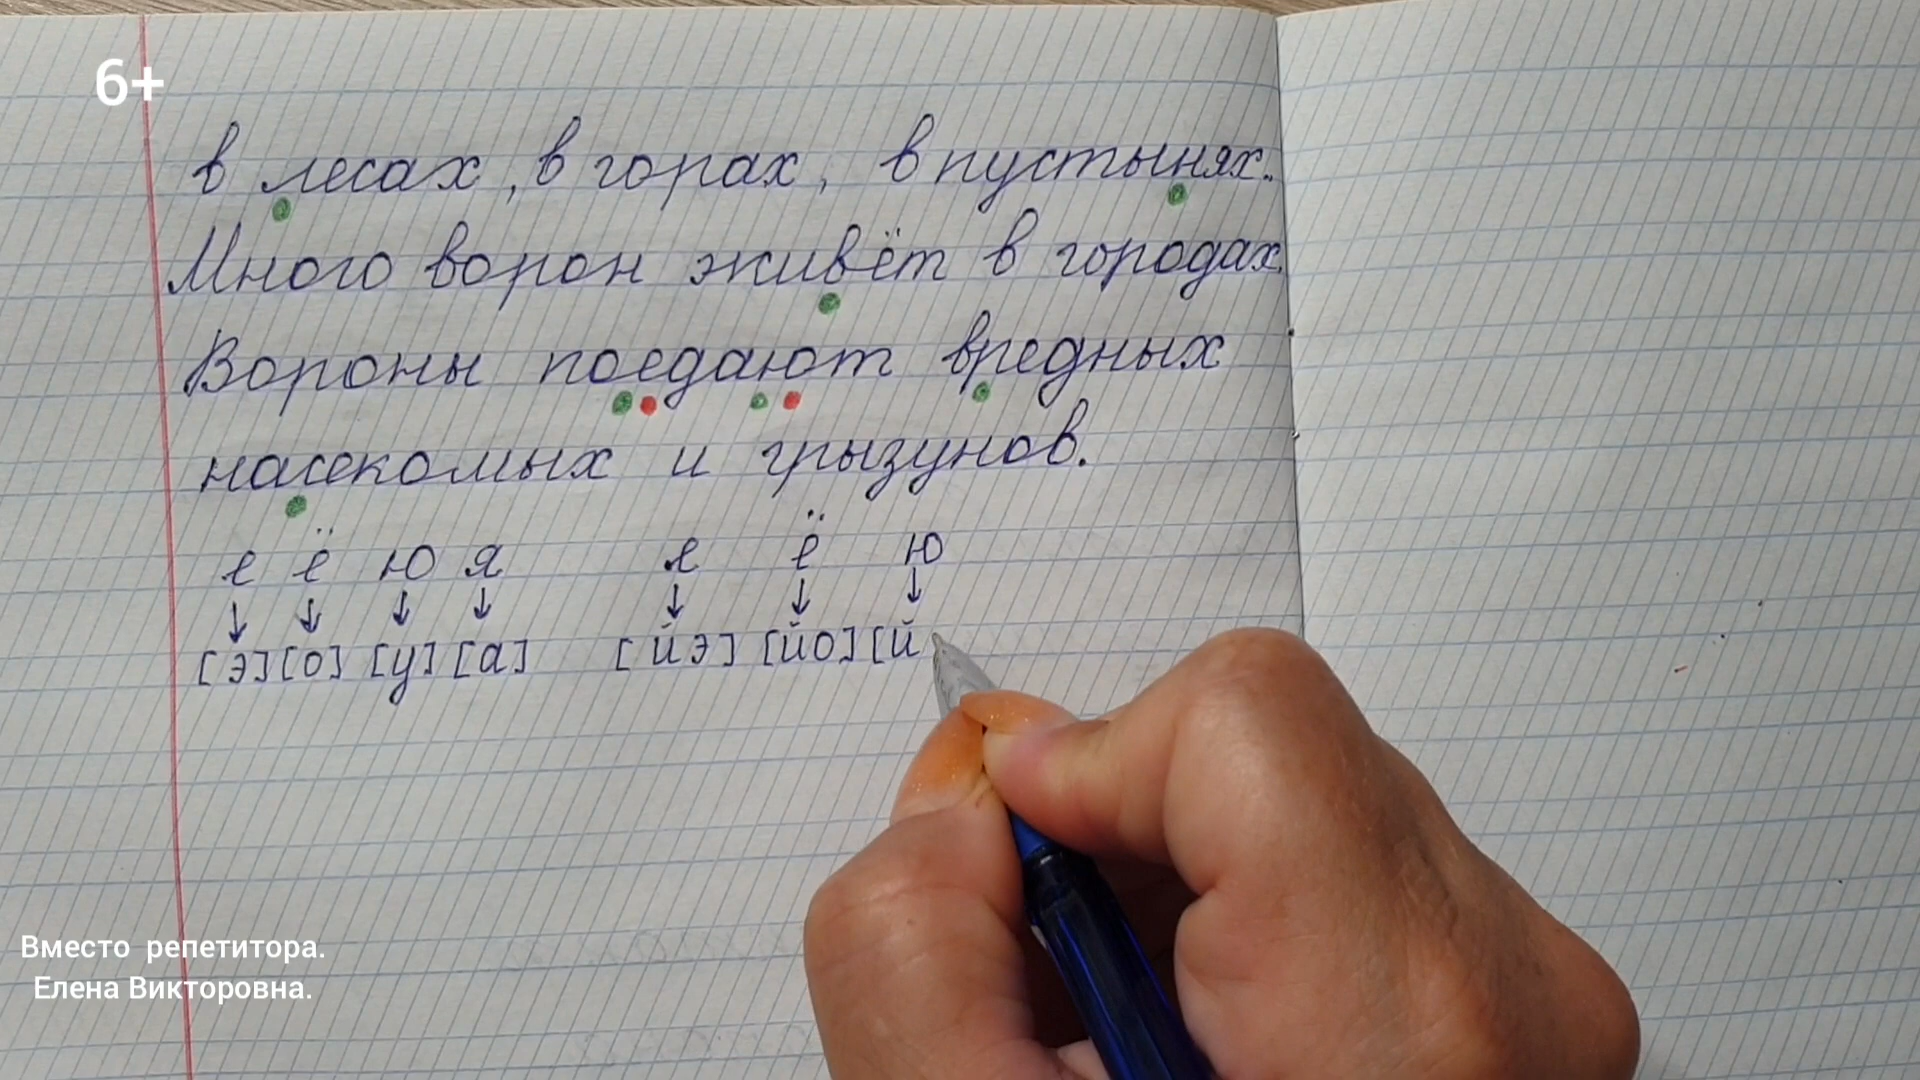 6+
в лесах, в горах, в пустынях.
Много ворон живёт в городах.
Вороны поедают вредных
насекомых и грызунов.
е ё ю я е ё ю
↓ ↓ ↓ ↓ ↓ ↓ ↓
[э] [о] [у] [а] [йэ] [йо] [й
Вместо репетитора.
Елена Викторовна.